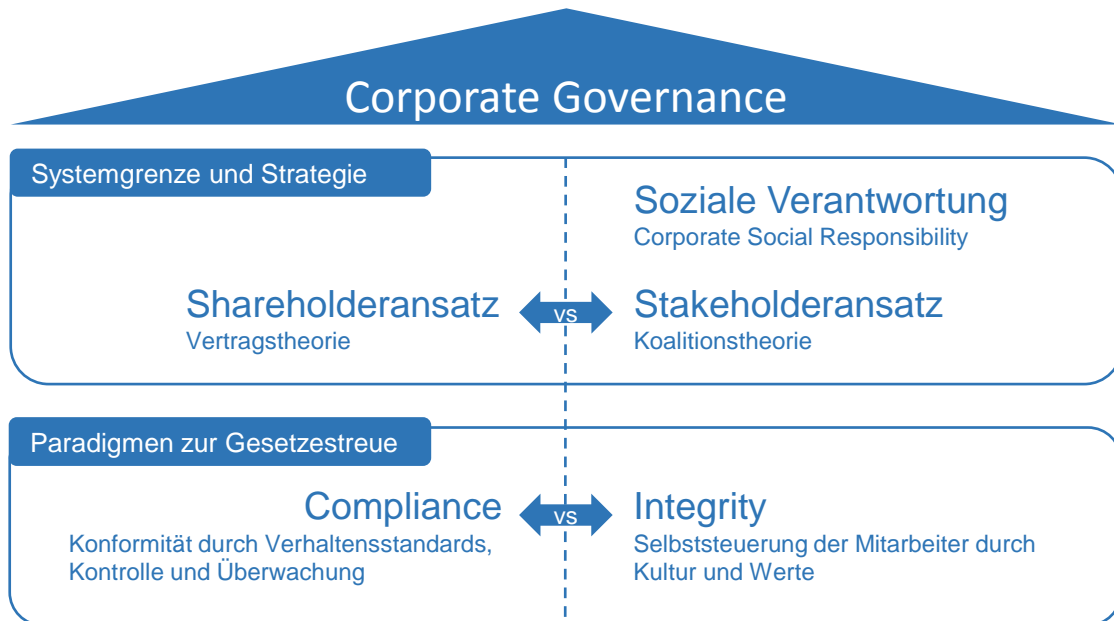 Corporate Governance
Systemgrenze und Strategie
Soziale Verantwortung
Corporate Social Responsibility
Shareholderansatz
vs
Stakeholderansatz
Vertragstheorie
Koalitionstheorie
Paradigmen zur Gesetzestreue
Compliance
vs
Integrity
Konformität durch Verhaltensstandards,
Kontrolle und Überwachung
Selbststeuerung der Mitarbeiter durch
Kultur und Werte